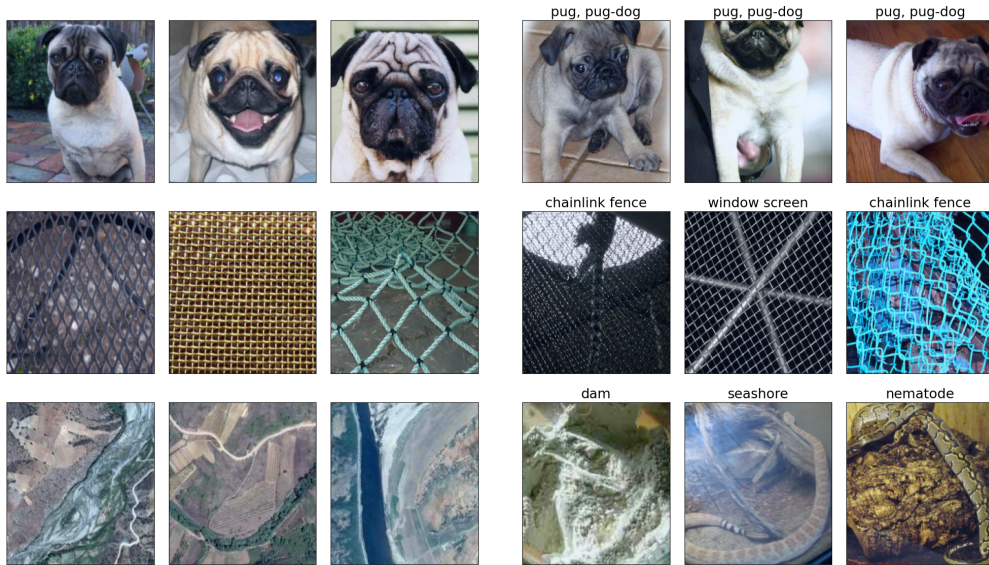 pug, pug-dog
pug, pug-dog
pug, pug-dog
chainlink fence
window screen
chainlink fence
dam
seashore
nematode